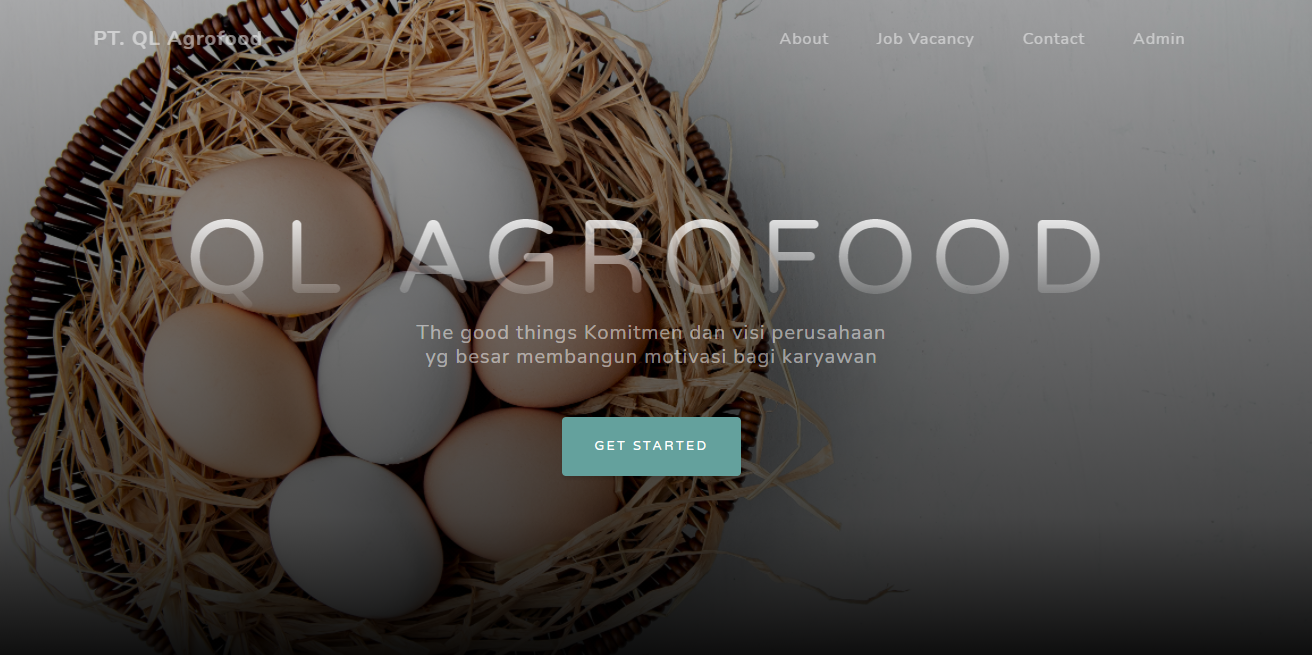 PT. QL Agrofood
About
Job Vacancy
Contact
Admin
QL AGROFOOD
The good things Komitmen dan visi perusahaan
yg besar membangun motivasi bagi karyawan
GET STARTED